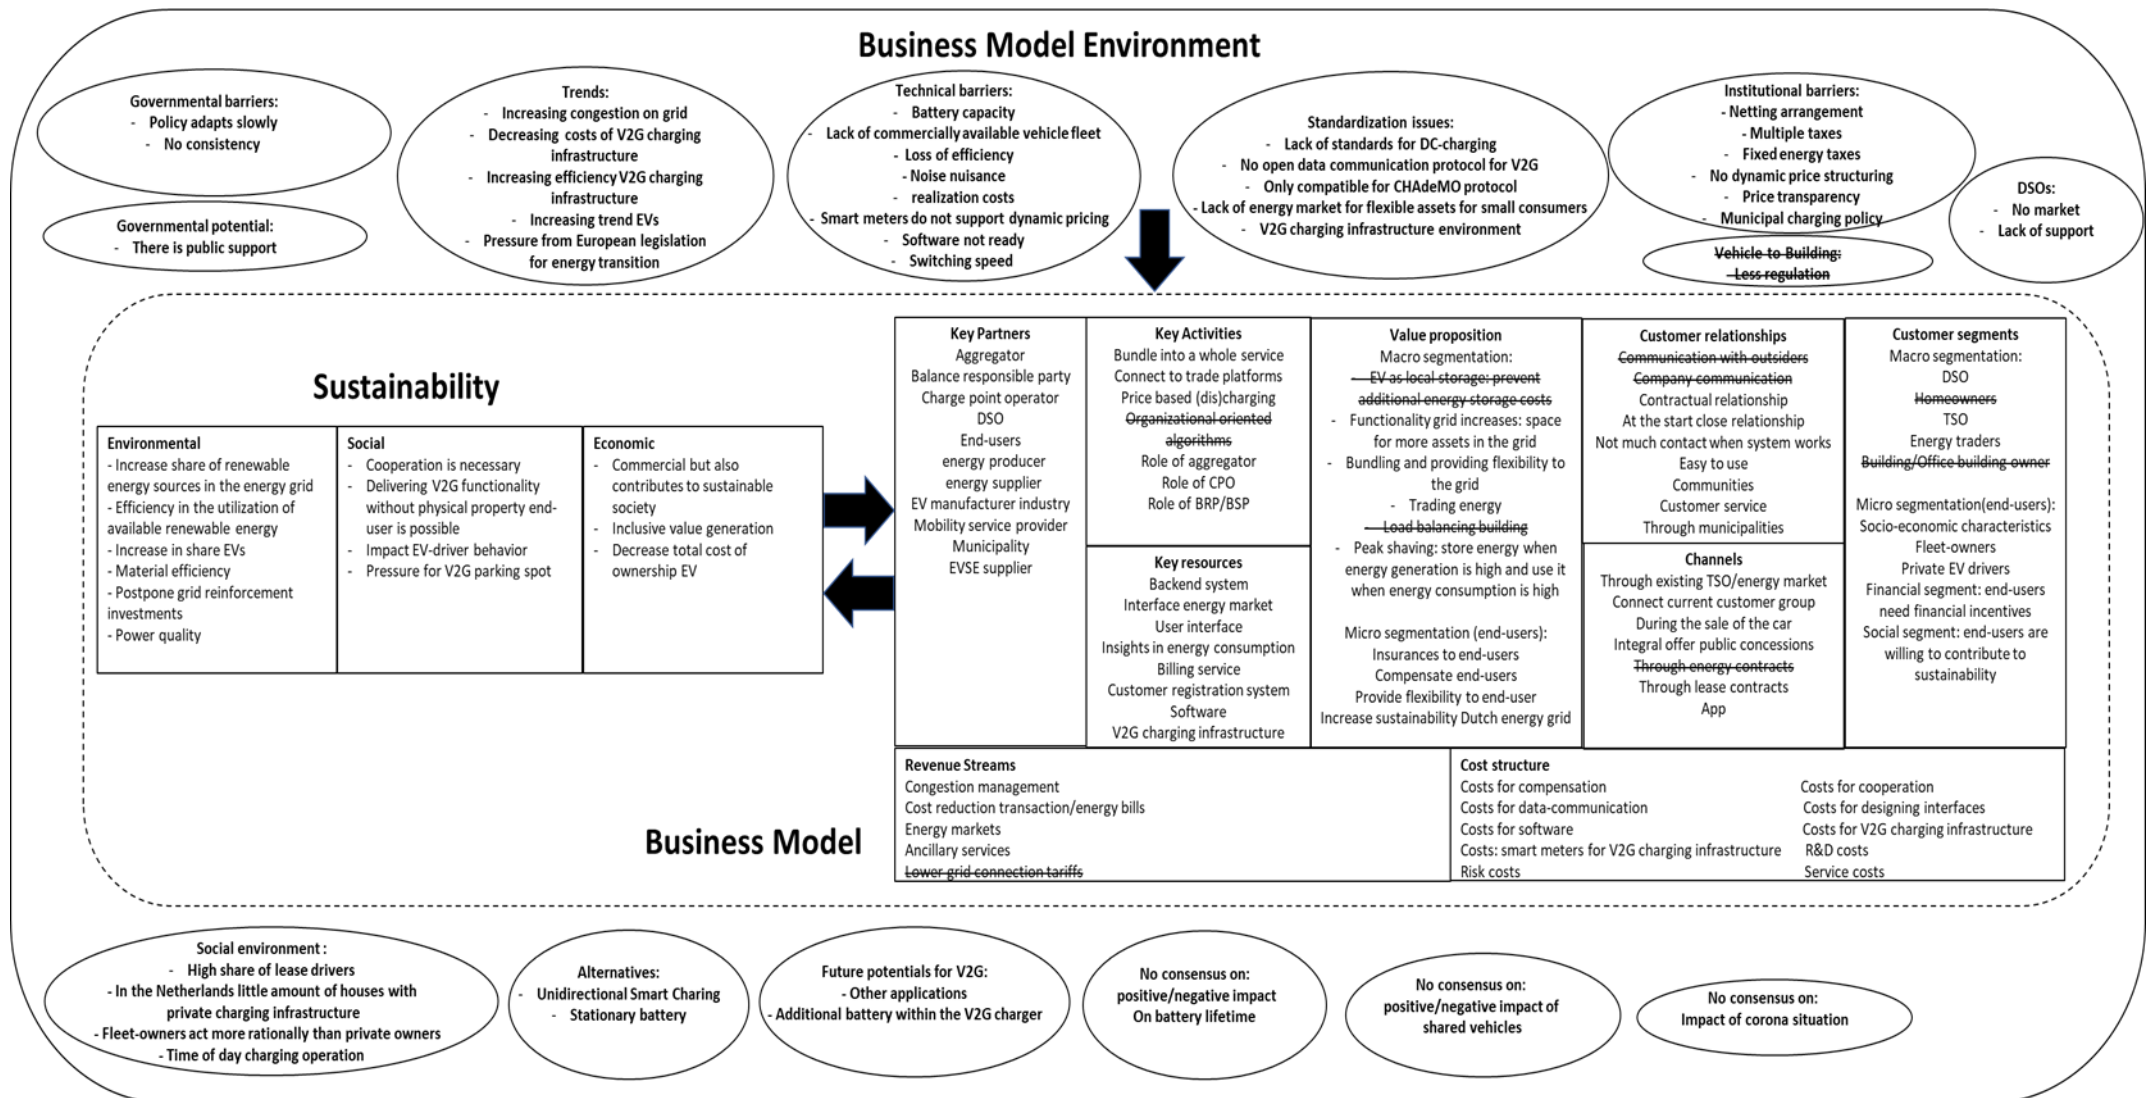 Business Model Environment
Governmental barriers:
- Policy adapts slowly
- No consistency
Governmental potential:
- There is public support
Trends:
- Increasing congestion on grid
- Decreasing costs of V2G charging
infrastructure
- Increasing efficiency V2G charging
infrastructure
- Increasing trend EVs
- Pressure from European legislation
for energy transition
Technical barriers:
- Battery capacity
- Lack of commercially available vehicle fleet
- Loss of efficiency
- Noise nuisance
- realization costs
- Smart meters do not support dynamic pricing
- Software not ready
- Switching speed
Standardization issues:
- Lack of standards for DC-charging
- No open data communication protocol for V2G
- Only compatible for CHAdeMO protocol
- Lack of energy market for flexible assets for small consumers
- V2G charging infrastructure environment
Institutional barriers:
- Netting arrangement
- Multiple taxes
- Fixed energy taxes
- No dynamic price structuring
- Price transparency
- Municipal charging policy
Vehicle to Building:
- Less regulation
DSOs:
- No market
- Lack of support
Sustainability
Environmental
- Increase share of renewable
energy sources in the energy grid
- Efficiency in the utilization of
available renewable energy
- Increase in share EVs
- Material efficiency
- Postpone grid reinforcement
investments
- Power quality
Social
- Cooperation is necessary
- Delivering V2G functionality
without physical property end-
user is possible
- Impact EV-driver behavior
- Pressure for V2G parking spot
Economic
- Commercial but also
contributes to sustainable
society
- Inclusive value generation
- Decrease total cost of
ownership EV
Key Partners
Aggregator
Balance responsible party
Charge point operator
DSO
End-users
energy producer
energy supplier
EV manufacturer industry
Mobility service provider
Municipality
EVSE supplier
Key Activities
Bundle into a whole service
Connect to trade platforms
Price based (dis)charging
Organizational oriented
algorithms
Role of aggregator
Role of CPO
Role of BRP/BSP
Key resources
Backend system
Interface energy market
User interface
Insights in energy consumption
Billing service
Customer registration system
Software
V2G charging infrastructure
Value proposition
Macro segmentation:
- EV as local storage: prevent
additional energy storage costs
- Functionality grid increases: space
for more assets in the grid
- Bundling and providing flexibility to
the grid
- Trading energy
- Load balancing building
- Peak shaving: store energy when
energy generation is high and use it
when energy consumption is high
Micro segmentation (end-users):
Insurances to end-users
Compensate end-users
Provide flexibility to end-user
Increase sustainability Dutch energy grid
Customer relationships
Communication with outsiders
Company communication
Contractual relationship
At the start close relationship
Not much contact when system works
Easy to use
Communities
Customer service
Through municipalities
Channels
Through existing TSO/energy market
Connect current customer group
During the sale of the car
Integral offer public concessions
Through energy contracts
Through lease contracts
App
Customer segments
Macro segmentation:
DSO
Homeowners
TSO
Energy traders
Building/Office building owner
Micro segmentation(end-users):
Socio-economic characteristics
Fleet-owners
Private EV drivers
Financial segment: end-users
need financial incentives
Social segment: end-users are
willing to contribute to
sustainability
Business Model
Revenue Streams
Congestion management
Cost reduction transaction/energy bills
Energy markets
Ancillary services
Lower grid connection tariffs
Cost structure
Costs for compensation
Costs for data-communication
Costs for software
Costs: smart meters for V2G charging infrastructure
Risk costs
Costs for cooperation
Costs for designing interfaces
Costs for V2G charging infrastructure
R&D costs
Service costs
Social environment :
- High share of lease drivers
- In the Netherlands little amount of houses with
private charging infrastructure
- Fleet-owners act more rationally than private owners
- Time of day charging operation
Alternatives:
- Unidirectional Smart Charing
- Stationary battery
Future potentials for V2G:
- Other applications
- Additional battery within the V2G charger
No consensus on:
positive/negative impact
On battery lifetime
No consensus on:
positive/negative impact of
shared vehicles
No consensus on:
Impact of corona situation